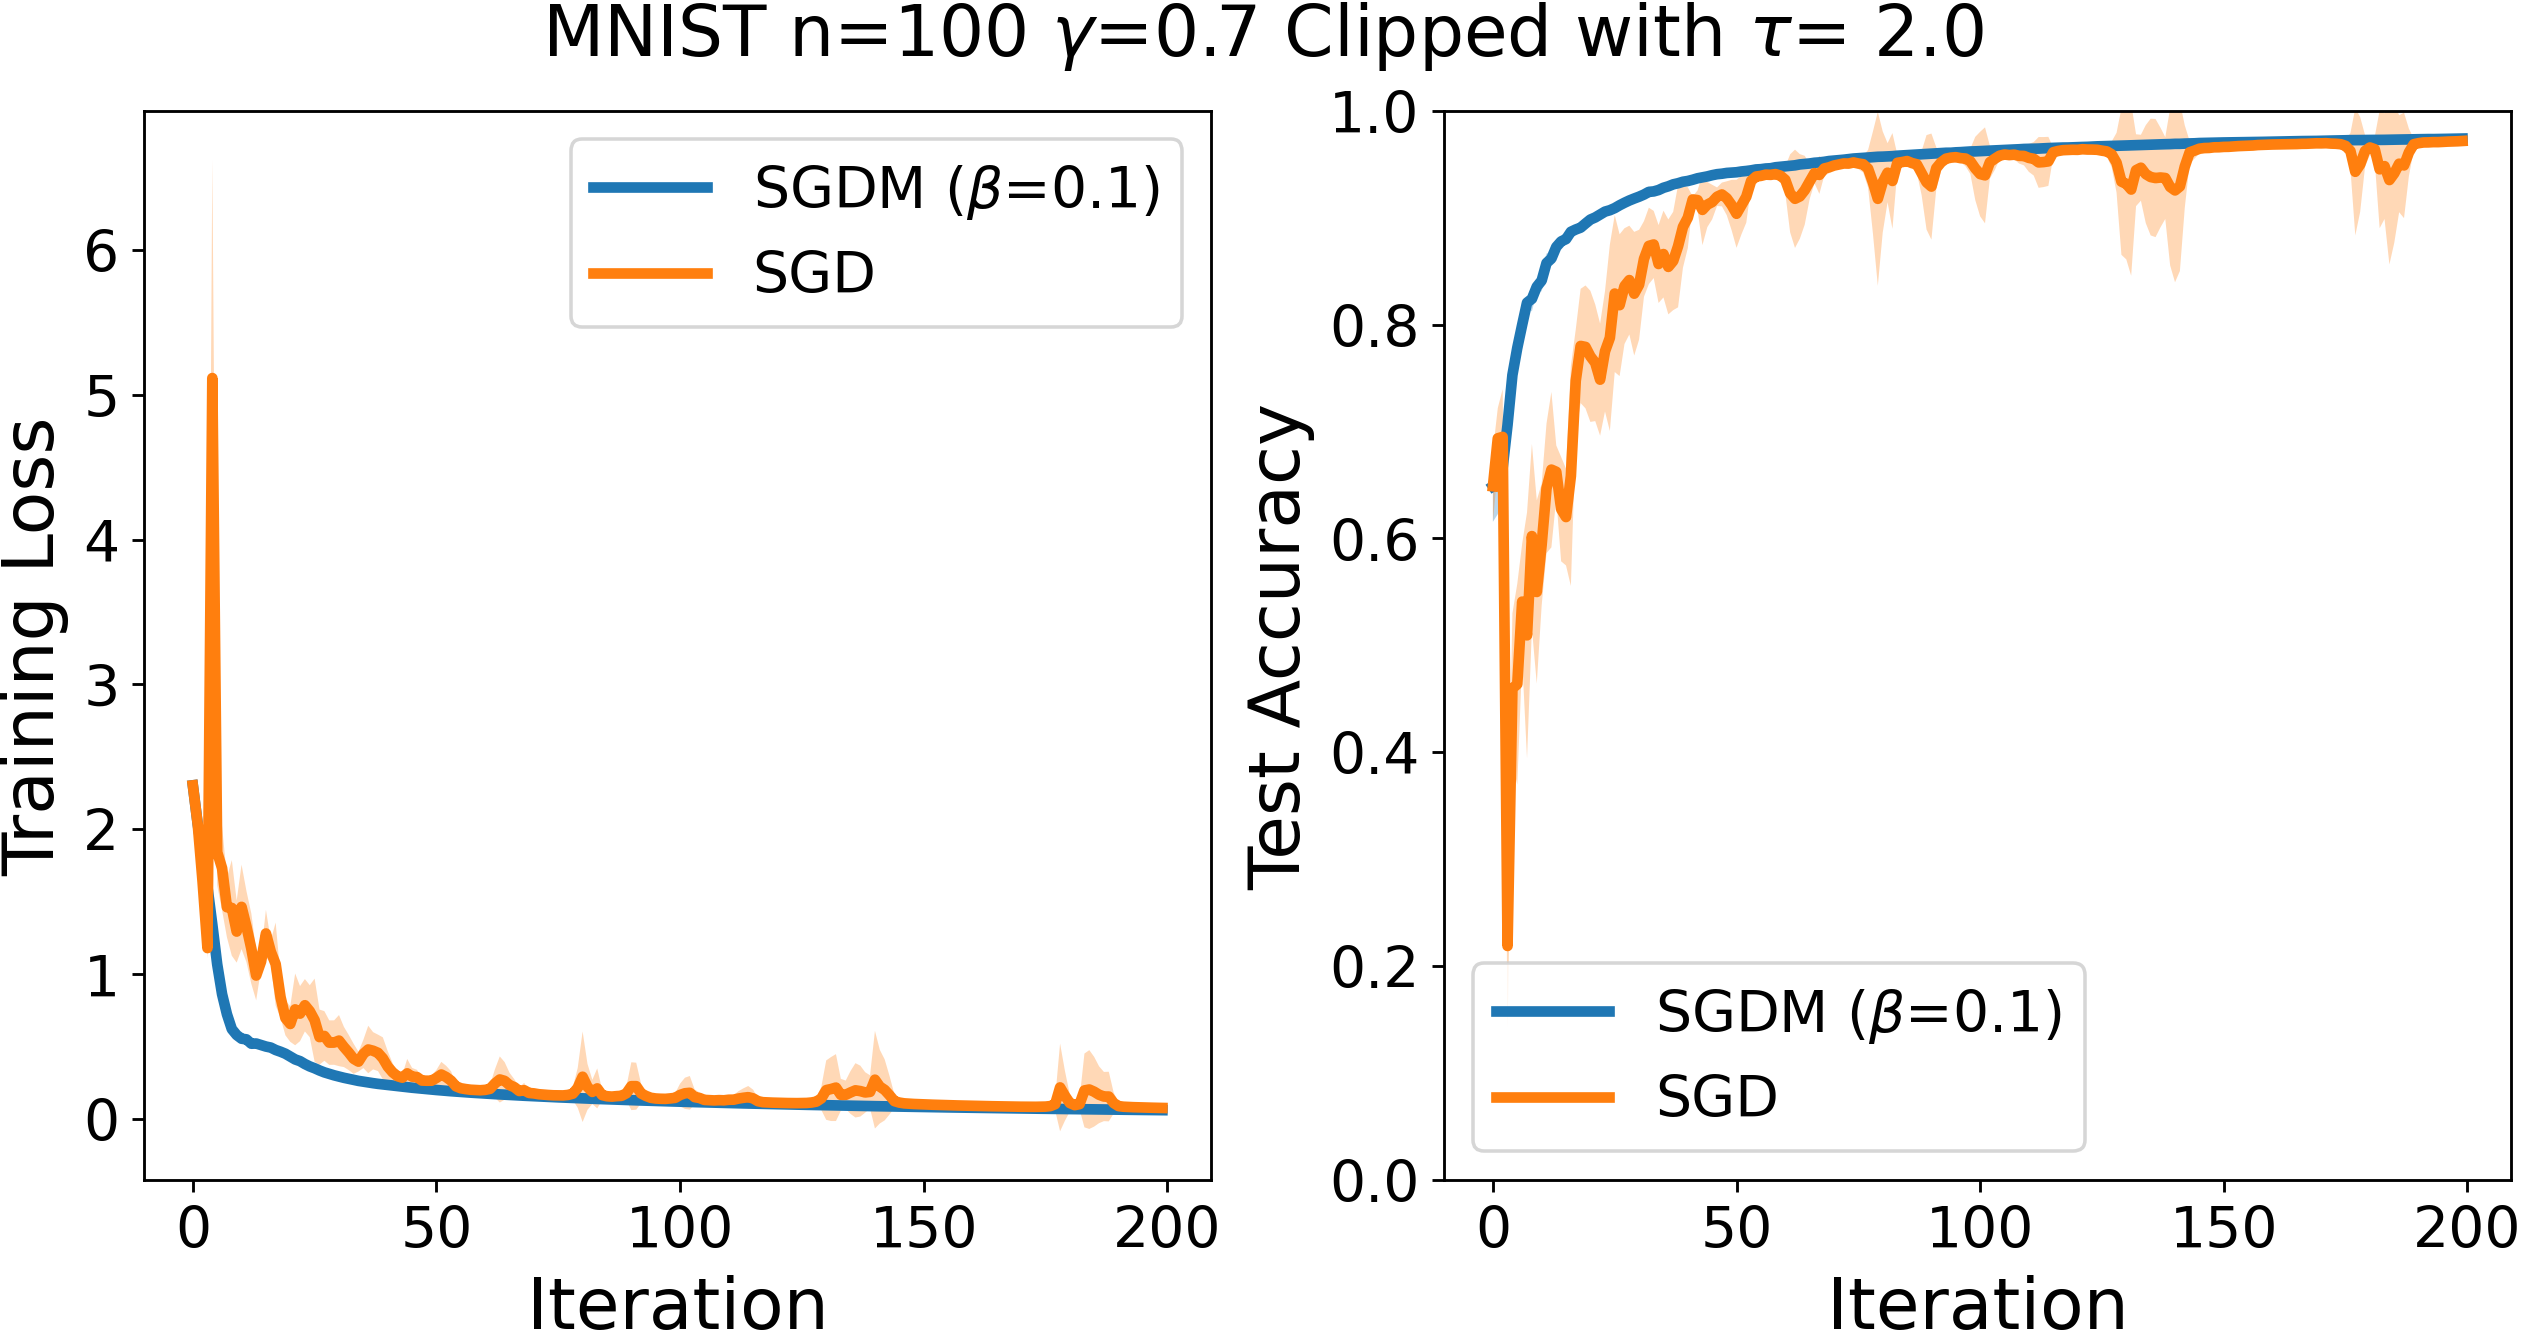 MNIST n=100 γ=0.7 Clipped with τ= 2.0
Training Loss
6
5
4
3
2
1
0
SGDM (β=0.1)
SGD
0 50 100 150 200
Iteration
Test Accuracy
1.0
0.8
0.6
0.4
0.2
0.0
SGDM (β=0.1)
SGD
0 50 100 150 200
Iteration